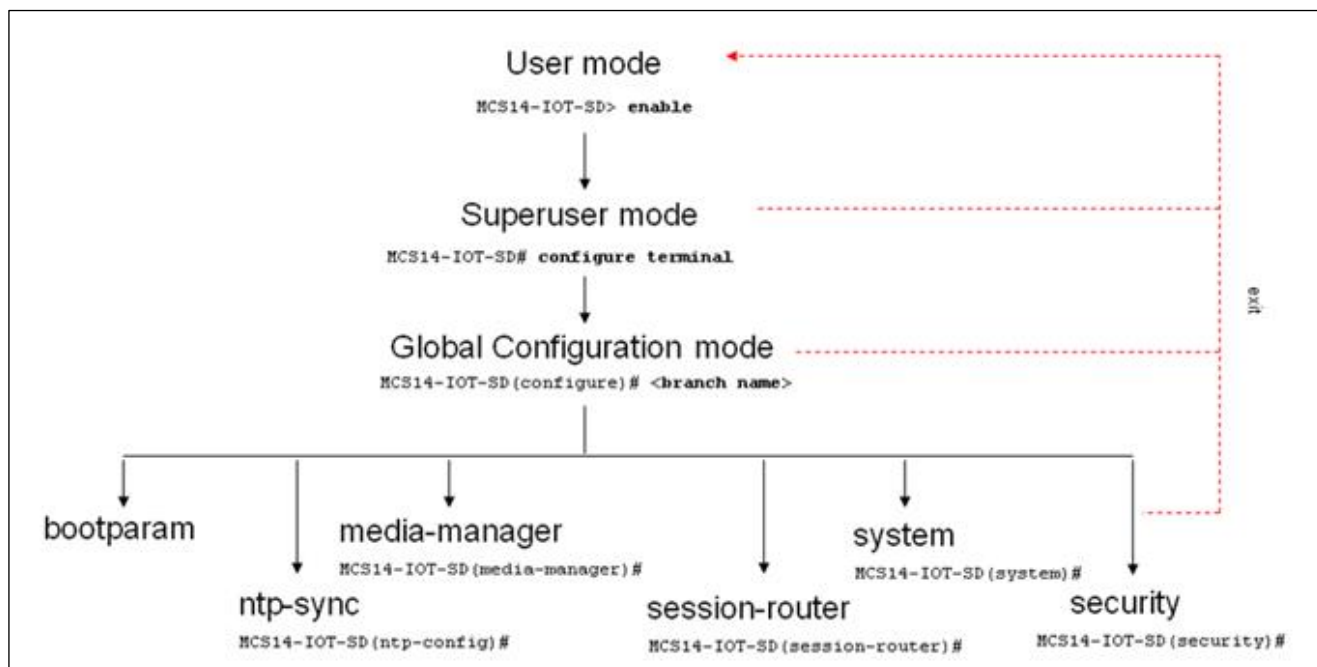 User mode
MCS14-IOT-SD> enable
Superuser mode
MCS14-IOT-SD# configure terminal
exit
Global Configuration mode
MCS14-IOT-SD(configure)# <branch name>
bootparam
media-manager
MCS14-IOT-SD(media-manager)#
system
MCS14-IOT-SD(system)#
ntp-sync
MCS14-IOT-SD(ntp-config)#
session-router
MCS14-IOT-SD(session-router)#
security
MCS14-IOT-SD(security)#